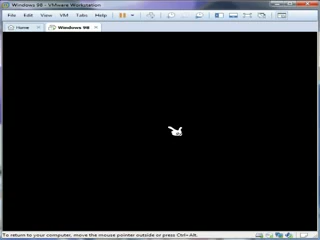 Windows 98 - VMware Workstation
File Edit View VM Tabs Help
Home Windows 98
To return to your computer, move the mouse pointer outside or press Ctrl+Alt.